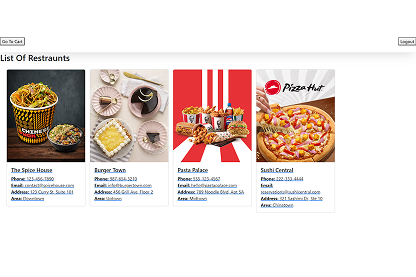 Go To Cart
Logout
List Of Restraunts
CHINESE
Pizza Hut
The Spice House
Phone: 123-456-7890
Email: contact@spicehouse.com
Address: 123 Curry St, Suite 101
Area: Downtown
Burger Town
Phone: 987-654-3210
Email: info@burgertown.com
Address: 456 Grill Ave, Floor 2
Area: Uptown
Pasta Palace
Phone: 555-123-4567
Email: hello@pastapalace.com
Address: 789 Noodle Blvd, Apt 5A
Area: Midtown
Sushi Central
Phone: 222-333-4444
Email:
reservations@sushicentral.com
Address: 321 Sashimi Dr, Ste 10
Area: Chinatown